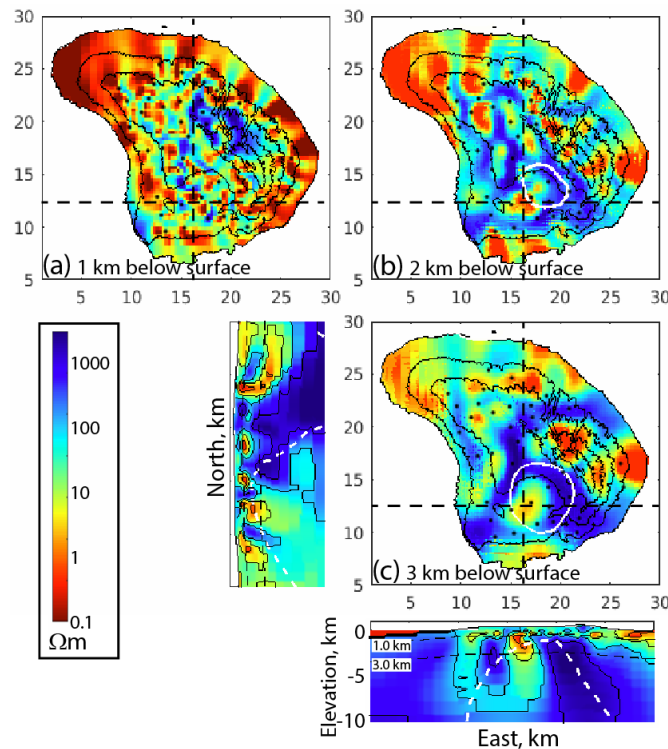 30
25
20
15
10
5
(a) 1 km below surface
5 10 15 20 25 30
30
25
20
15
10
5
(b) 2 km below surface
5 10 15 20 25 30
1000
100
10
1
0.1
Ωm
North, km
30
25
20
15
10
5
(c) 3 km below surface
5 10 15 20 25 30
Elevation, km
0
-5
-10
1.0 km
3.0 km
East, km